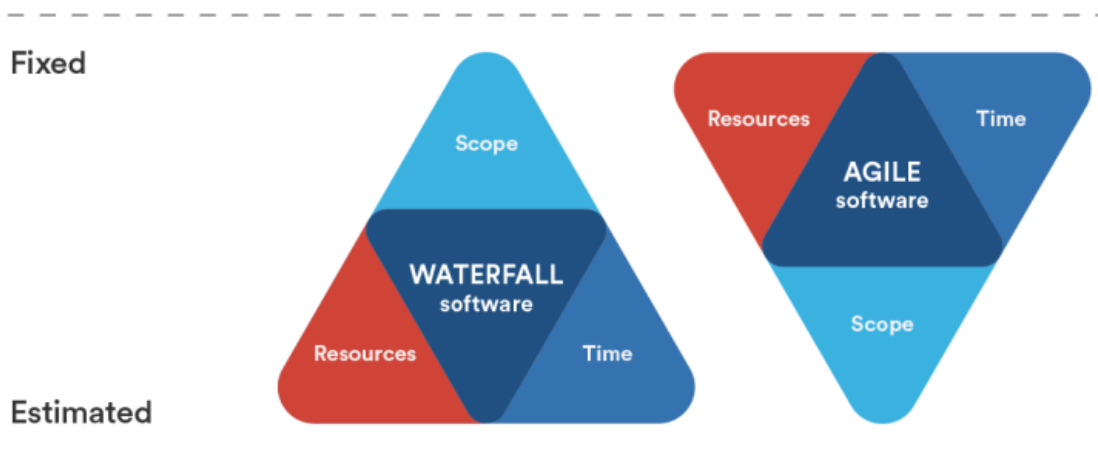 Fixed
Scope
WATERFALL
software
Resources
Time
Resources
Time
AGILE
software
Scope
Estimated